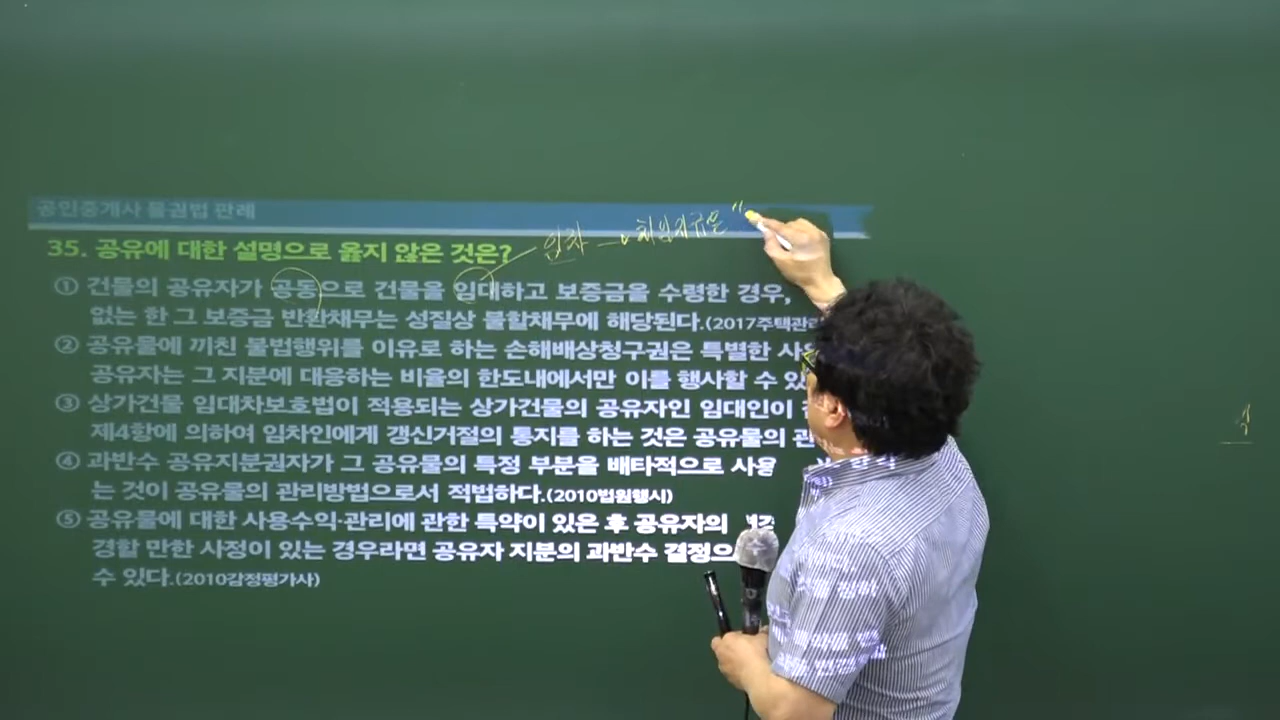 공인중개사 물권법 판례
35. 공유에 대한 설명으로 옳지 않은 것은?
① 건물의 공유자가 공동으로 건물을 임대하고 보증금을 수령한 경우,
없는 한 그 보증금 반환채무는 성질상 불할채무에 해당된다.(2017주택관리
② 공유물에 끼친 불법행위를 이유로 하는 손해배상청구권은 특별한 사
공유자는 그 지분에 대응하는 비율의 한도내에서만 이를 행사할 수 있
③ 상가건물 임대차보호법이 적용되는 상가건물의 공유자인 임대인이
제4항에 의하여 임차인에게 갱신거절의 통지를 하는 것은 공유물의 관
④ 과반수 공유지분권자가 그 공유물의 특정 부분을 배타적으로 사용
는 것이 공유물의 관리방법으로서 적법하다.(2010법원행시)
⑤ 공유물에 대한 사용수익·관리에 관한 특약이 있은 후 공유자의
경할 만한 사정이 있는 경우라면 공유자 지분의 과반수 결정으
수 있다.(2010감정평가사)